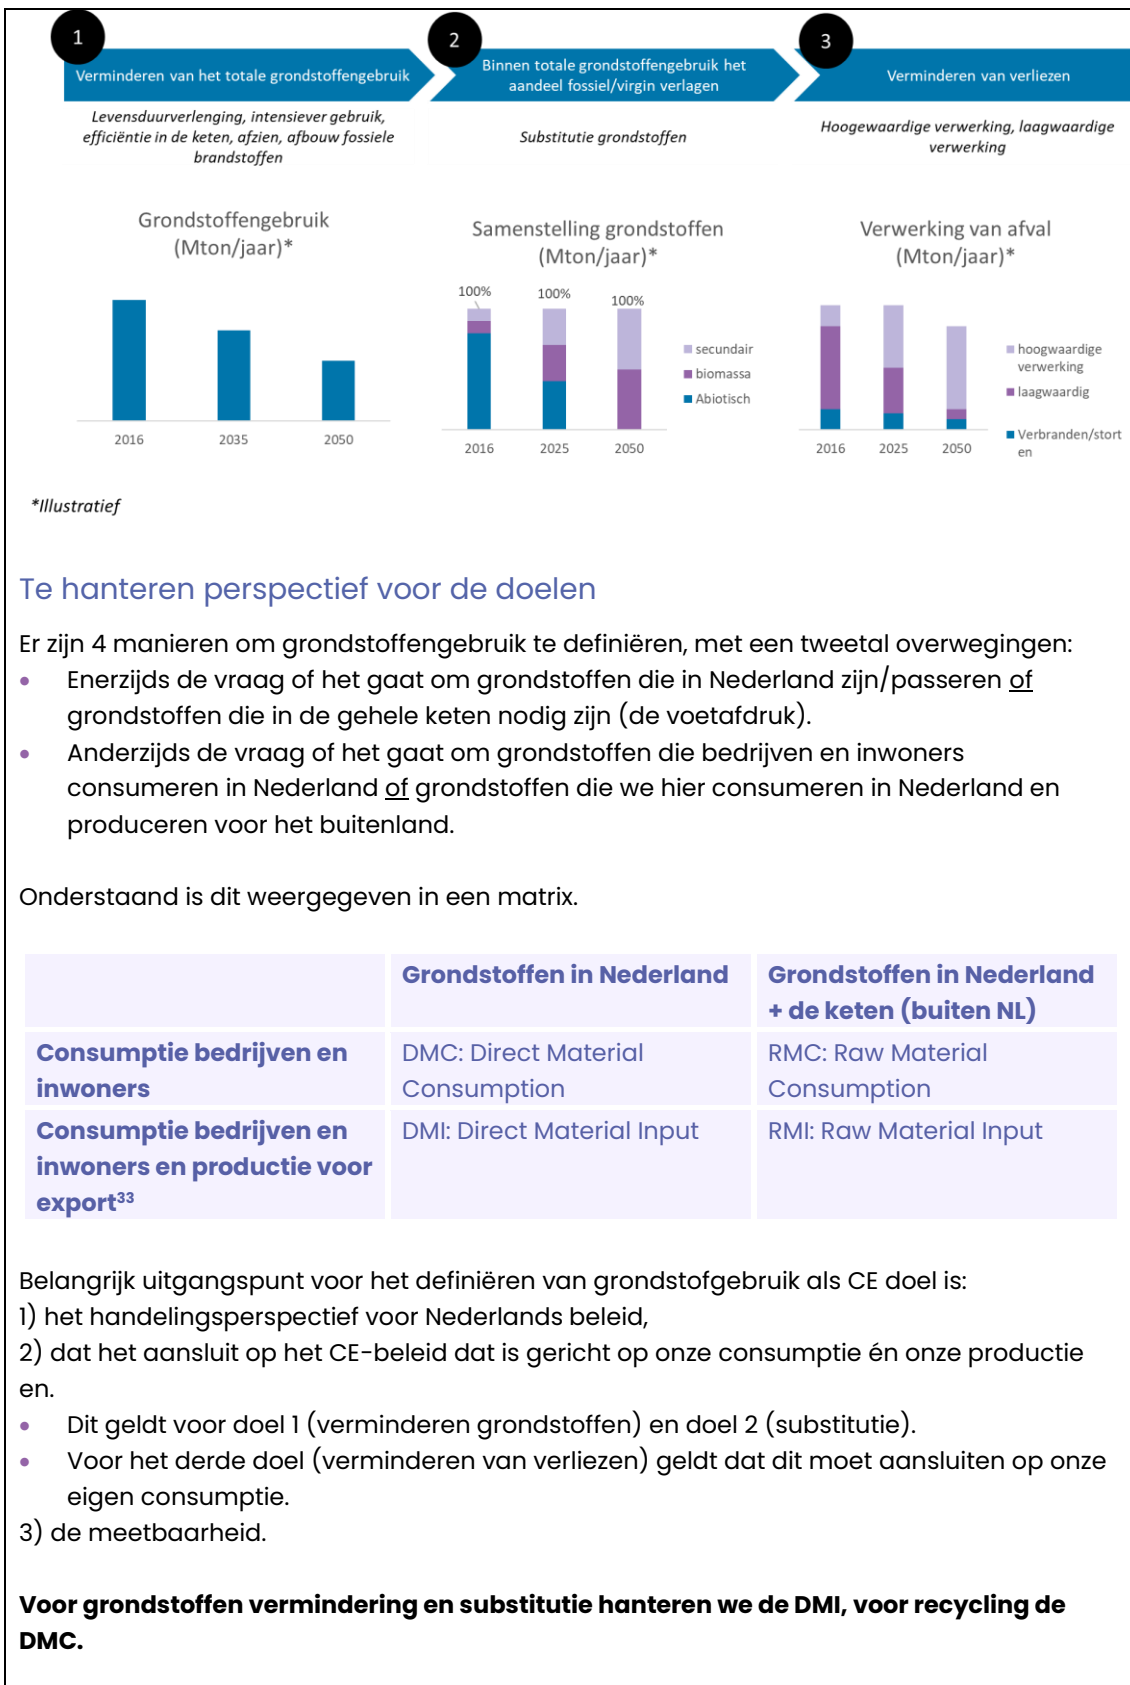 1
Verminderen van het totale grondstoffengebruik
Levensduurverlenging, intensiever gebruik,
efficiëntie in de keten, afzien, afbouw fossiele
brandstoffen
2
Binnen totale grondstoffengebruik het
aandeel fossiel/virgin verlagen
Substitutie grondstoffen
3
Verminderen van verliezen
Hoogewaardige verwerking, laagwaardige
verwerking
Grondstoffengebruik
(Mton/jaar)*
2016
2035
2050
Samenstelling grondstoffen
(Mton/jaar)*
100%
100%
100%
secundair
biomassa
Abiotisch
2016
2025
2050
Verwerking van afval
(Mton/jaar)*
hoogwaardige
verwerking
laagwaardig
Verbranden/stort
en
2016
2025
2050
*Illustratief
Te hanteren perspectief voor de doelen
Er zijn 4 manieren om grondstoffengebruik te definiëren, met een tweetal overwegingen:
• Enerzijds de vraag of het gaat om grondstoffen die in Nederland zijn/passeren of
grondstoffen die in de gehele keten nodig zijn (de voetafdruk).
• Anderzijds de vraag of het gaat om grondstoffen die bedrijven en inwoners
consumeren in Nederland of grondstoffen die we hier consumeren in Nederland en
produceren voor het buitenland.
Onderstaand is dit weergegeven in een matrix.
Grondstoffen in Nederland
Grondstoffen in Nederland
+ de keten (buiten NL)
Consumptie bedrijven en
inwoners
DMC: Direct Material
Consumption
RMC: Raw Material
Consumption
Consumptie bedrijven en
inwoners en productie voor
export33
DMI: Direct Material Input
RMI: Raw Material Input
Belangrijk uitgangspunt voor het definiëren van grondstofgebruik als CE doel is:
1) het handelingsperspectief voor Nederlands beleid,
2) dat het aansluit op het CE-beleid dat is gericht op onze consumptie én onze productie
en.
• Dit geldt voor doel 1 (verminderen grondstoffen) en doel 2 (substitutie).
• Voor het derde doel (verminderen van verliezen) geldt dat dit moet aansluiten op onze
eigen consumptie.
3) de meetbaarheid.
Voor grondstoffen vermindering en substitutie hanteren we de DMI, voor recycling de
DMC.